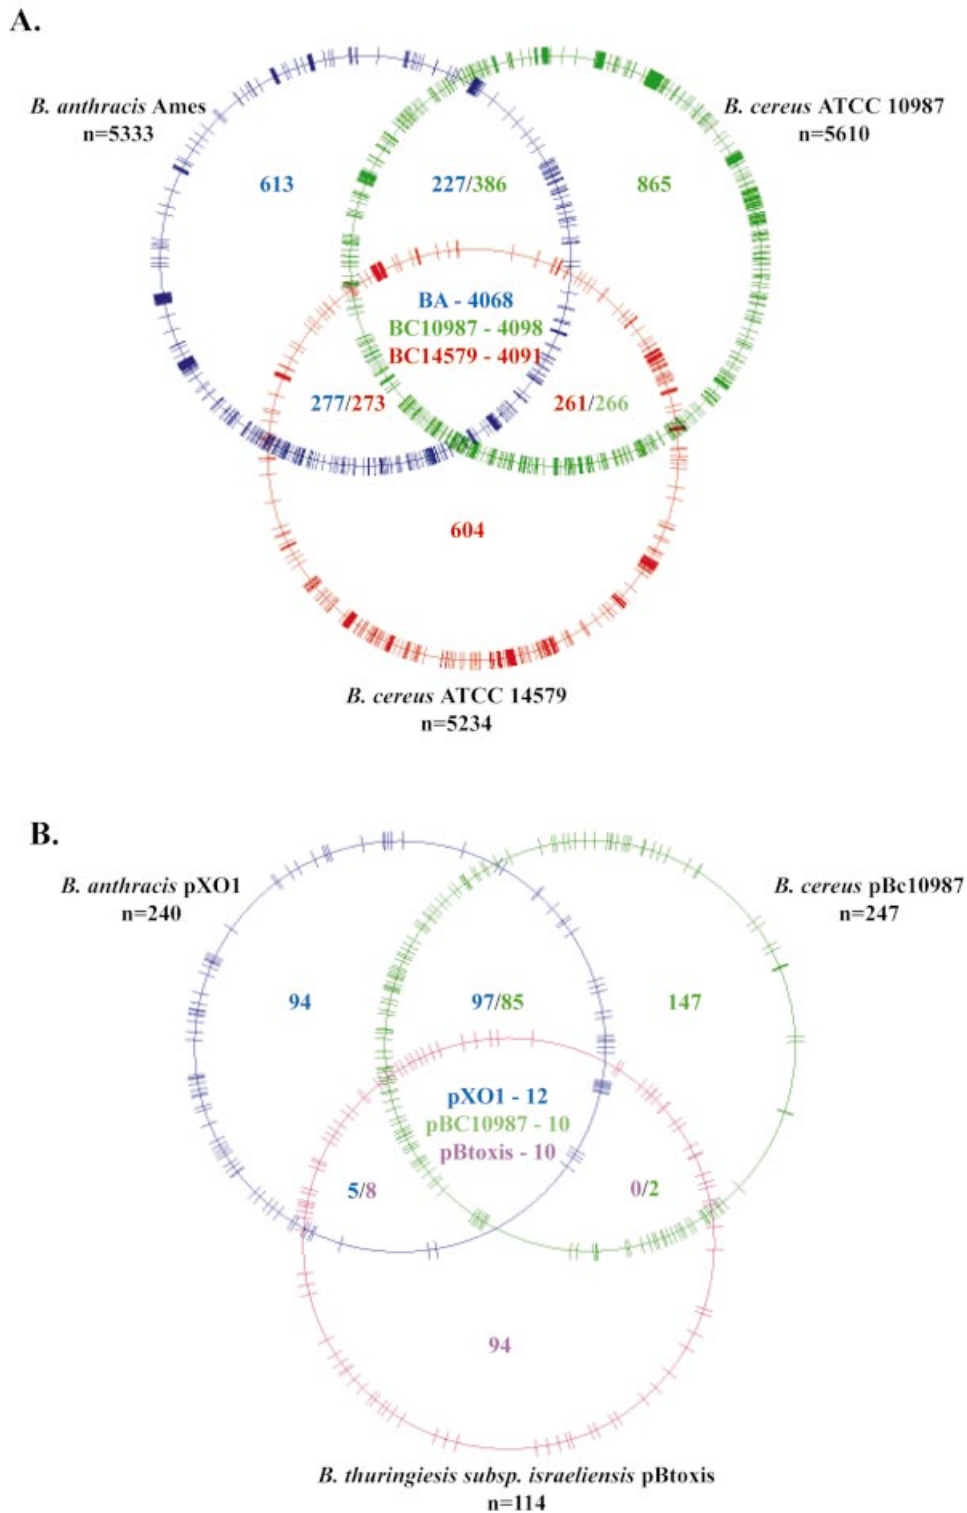 A.
B. anthracis Ames
n=5333
B. cereus ATCC 10987
n=5610
613
227/386
865
BA - 4068
BC10987 - 4098
BC14579 - 4091
277/273
261/266
604
B. cereus ATCC 14579
n=5234
B.
B. anthracis pXO1
n=240
B. cereus pBc10987
n=247
94
97/85
147
pXO1 - 12
pBC10987 - 10
pBtoxis - 10
5/8
0/2
94
B. thuringiesis subsp. israeliensis pBtoxis
n=114